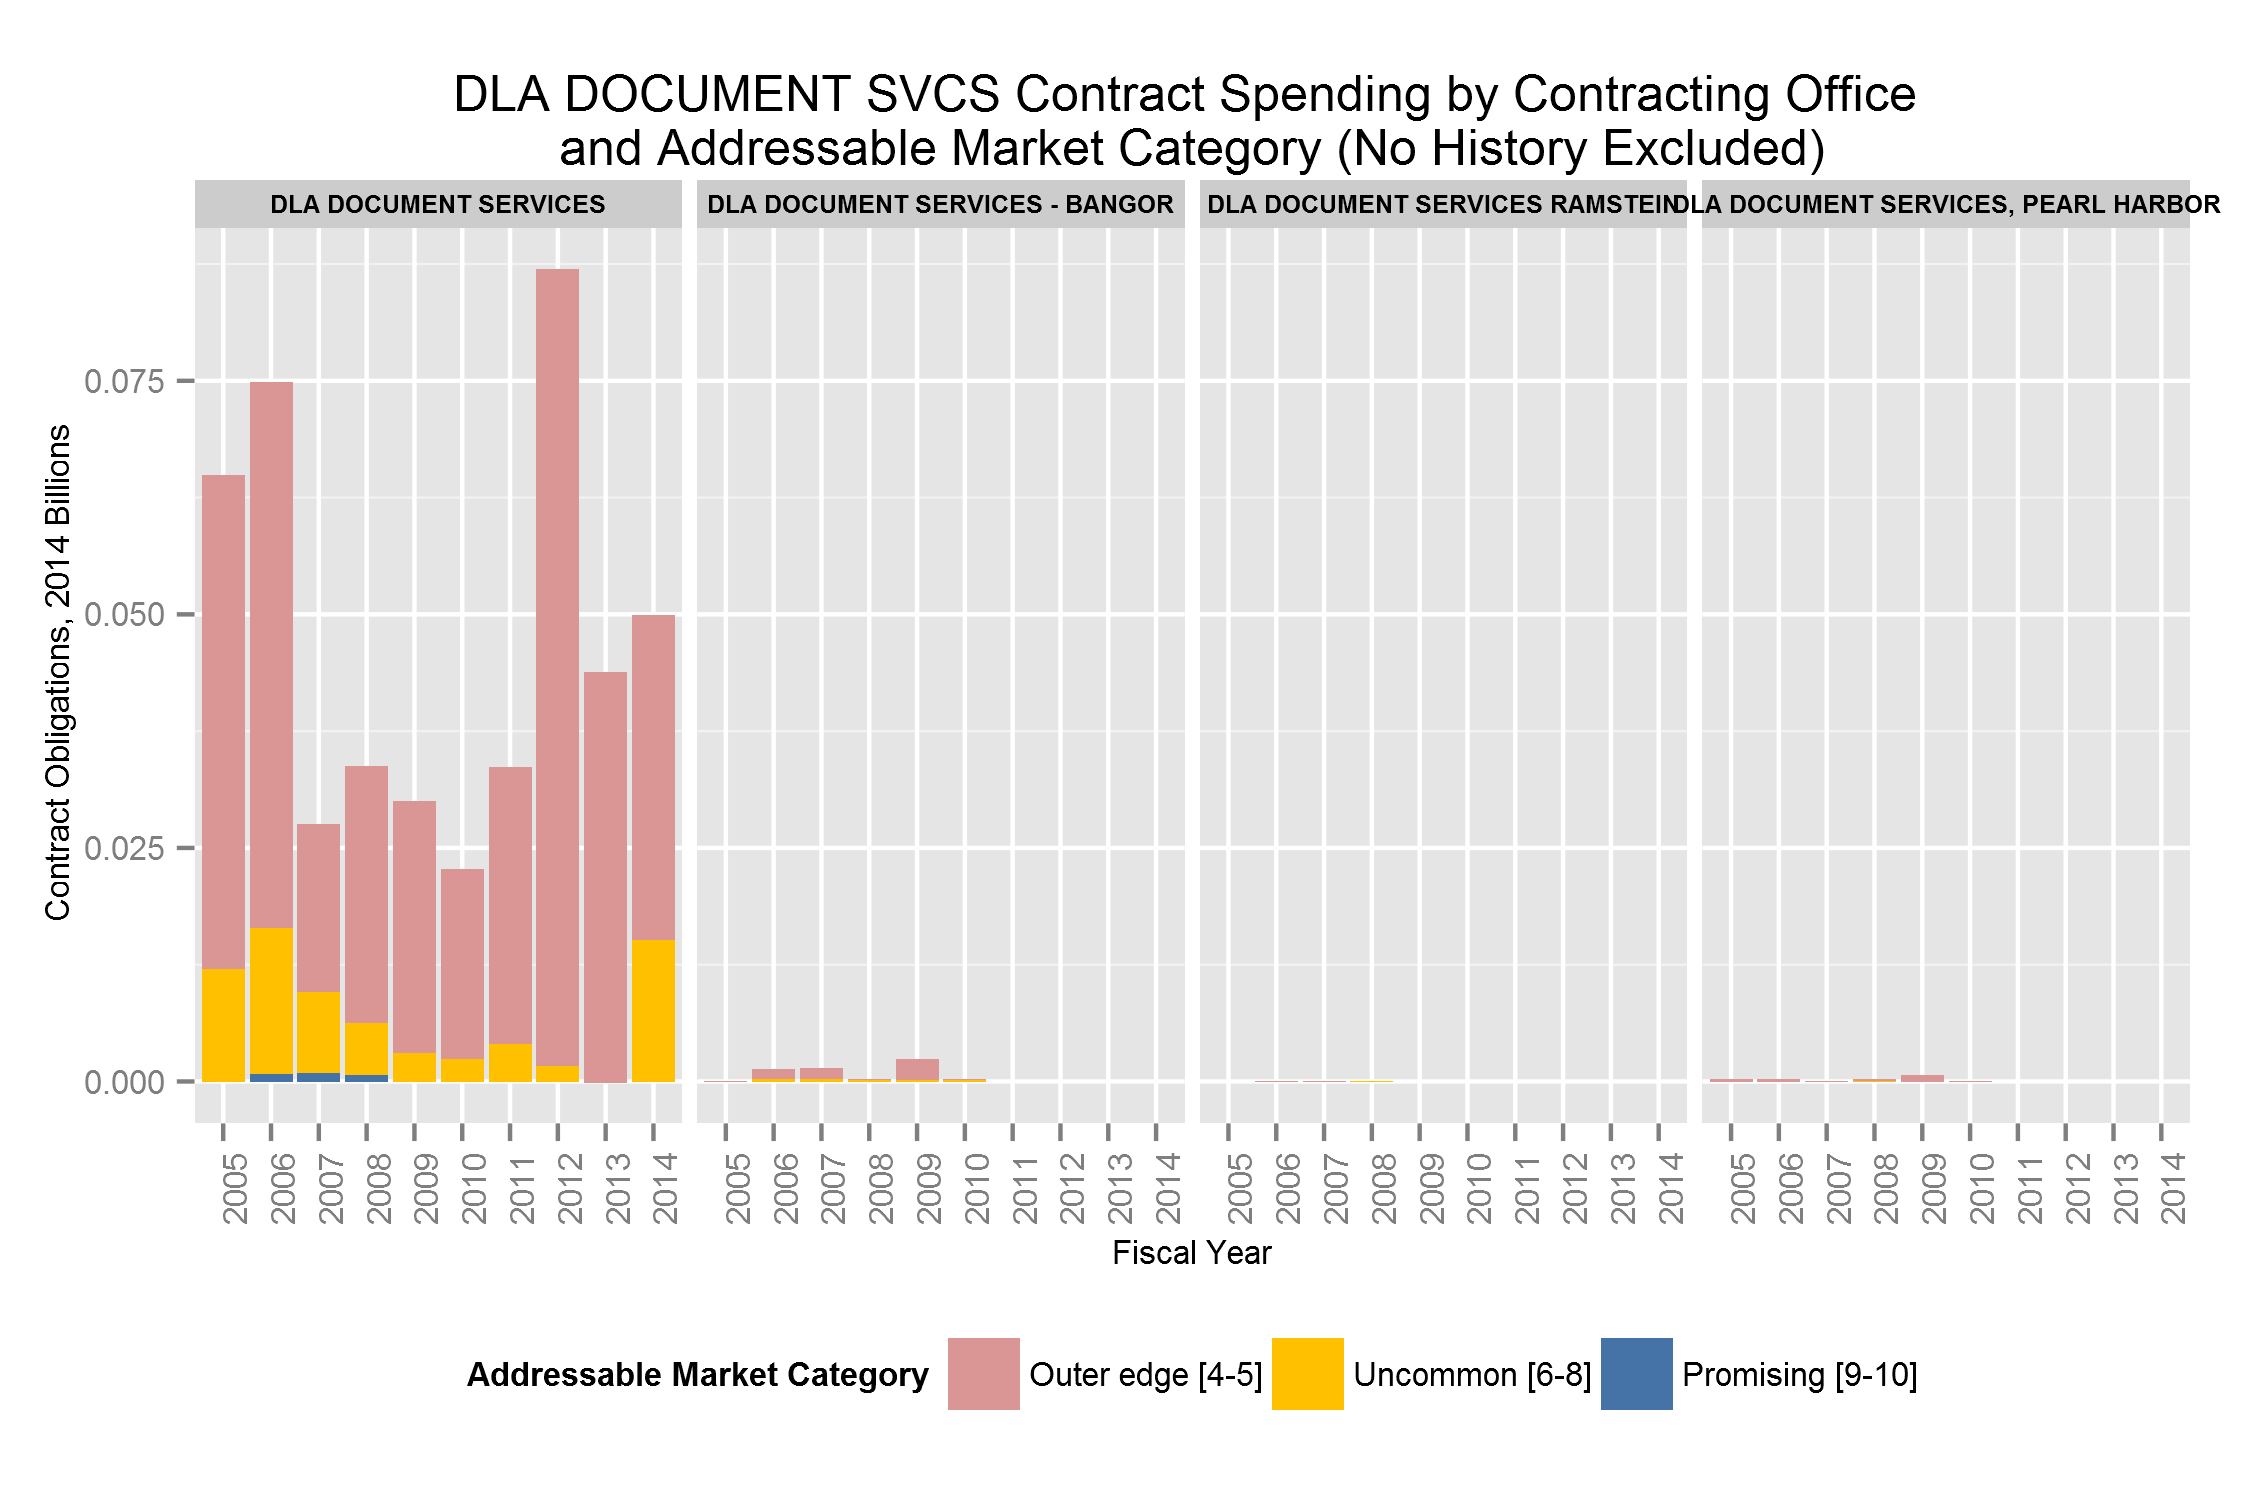 DLA DOCUMENT SVCS Contract Spending by Contracting Office
and Addressable Market Category (No History Excluded)
DLA DOCUMENT SERVICES
DLA DOCUMENT SERVICES - BANGOR
DLA DOCUMENT SERVICES RAMSTEIN
DLA DOCUMENT SERVICES, PEARL HARBOR
Contract Obligations, 2014 Billions
0.075
0.050
0.025
0.000
2005 2006 2007 2008 2009 2010 2011 2012 2013 2014
2005 2006 2007 2008 2009 2010 2011 2012 2013 2014
2005 2006 2007 2008 2009 2010 2011 2012 2013 2014
2005 2006 2007 2008 2009 2010 2011 2012 2013 2014
Fiscal Year
Addressable Market Category Outer edge [4-5] Uncommon [6-8] Promising [9-10]